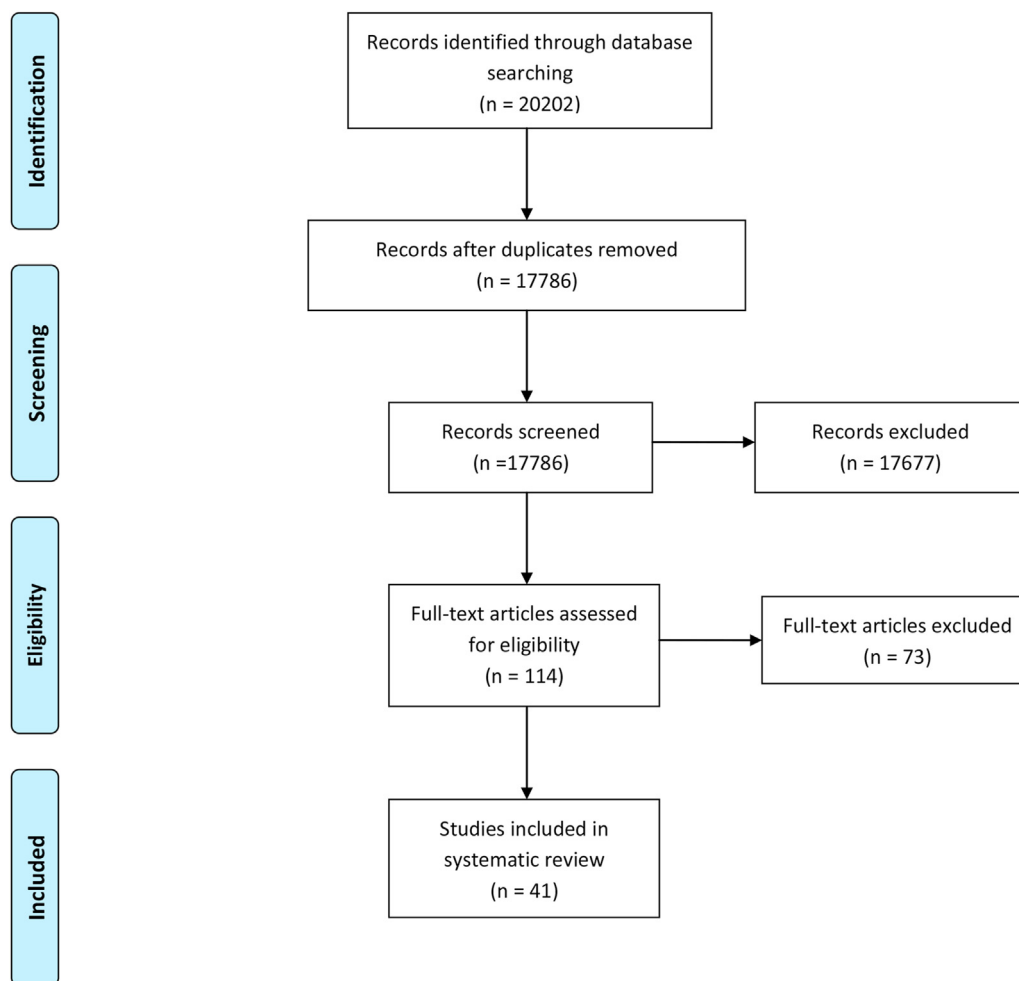 Identification
Records identified through database
searching
(n = 20202)
Records after duplicates removed
(n = 17786)
Screening
Records screened
(n =17786)
Records excluded
(n = 17677)
Eligibility
Full-text articles assessed
for eligibility
(n = 114)
Full-text articles excluded
(n = 73)
Included
Studies included in
systematic review
(n = 41)